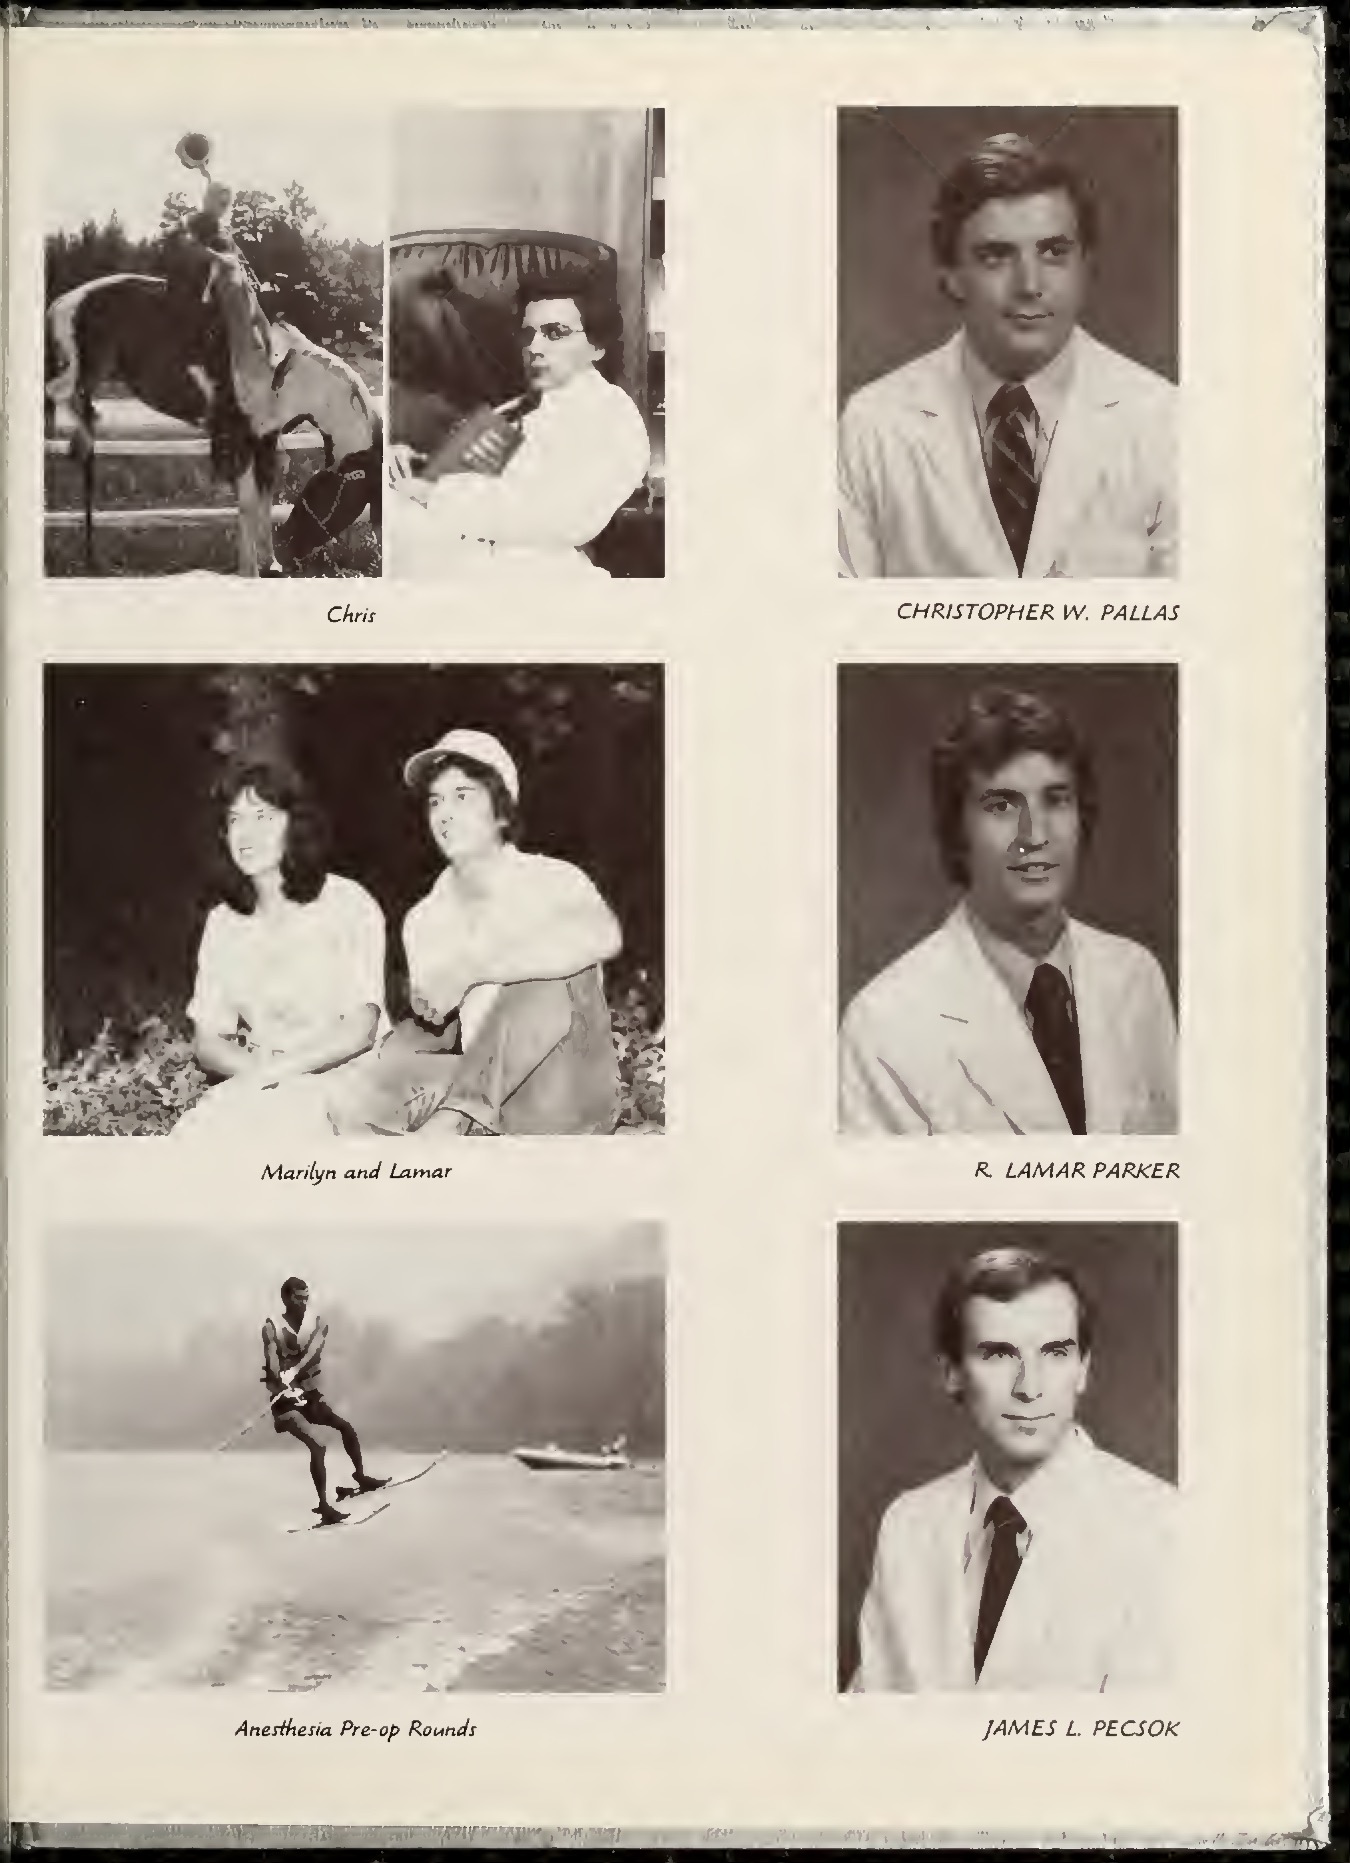 Chris
CHRISTOPHER W. PALLAS
Marilyn and Lamar
R. LAMAR PARKER
Anesthesia Pre-op Rounds
JAMES L. PECSOK